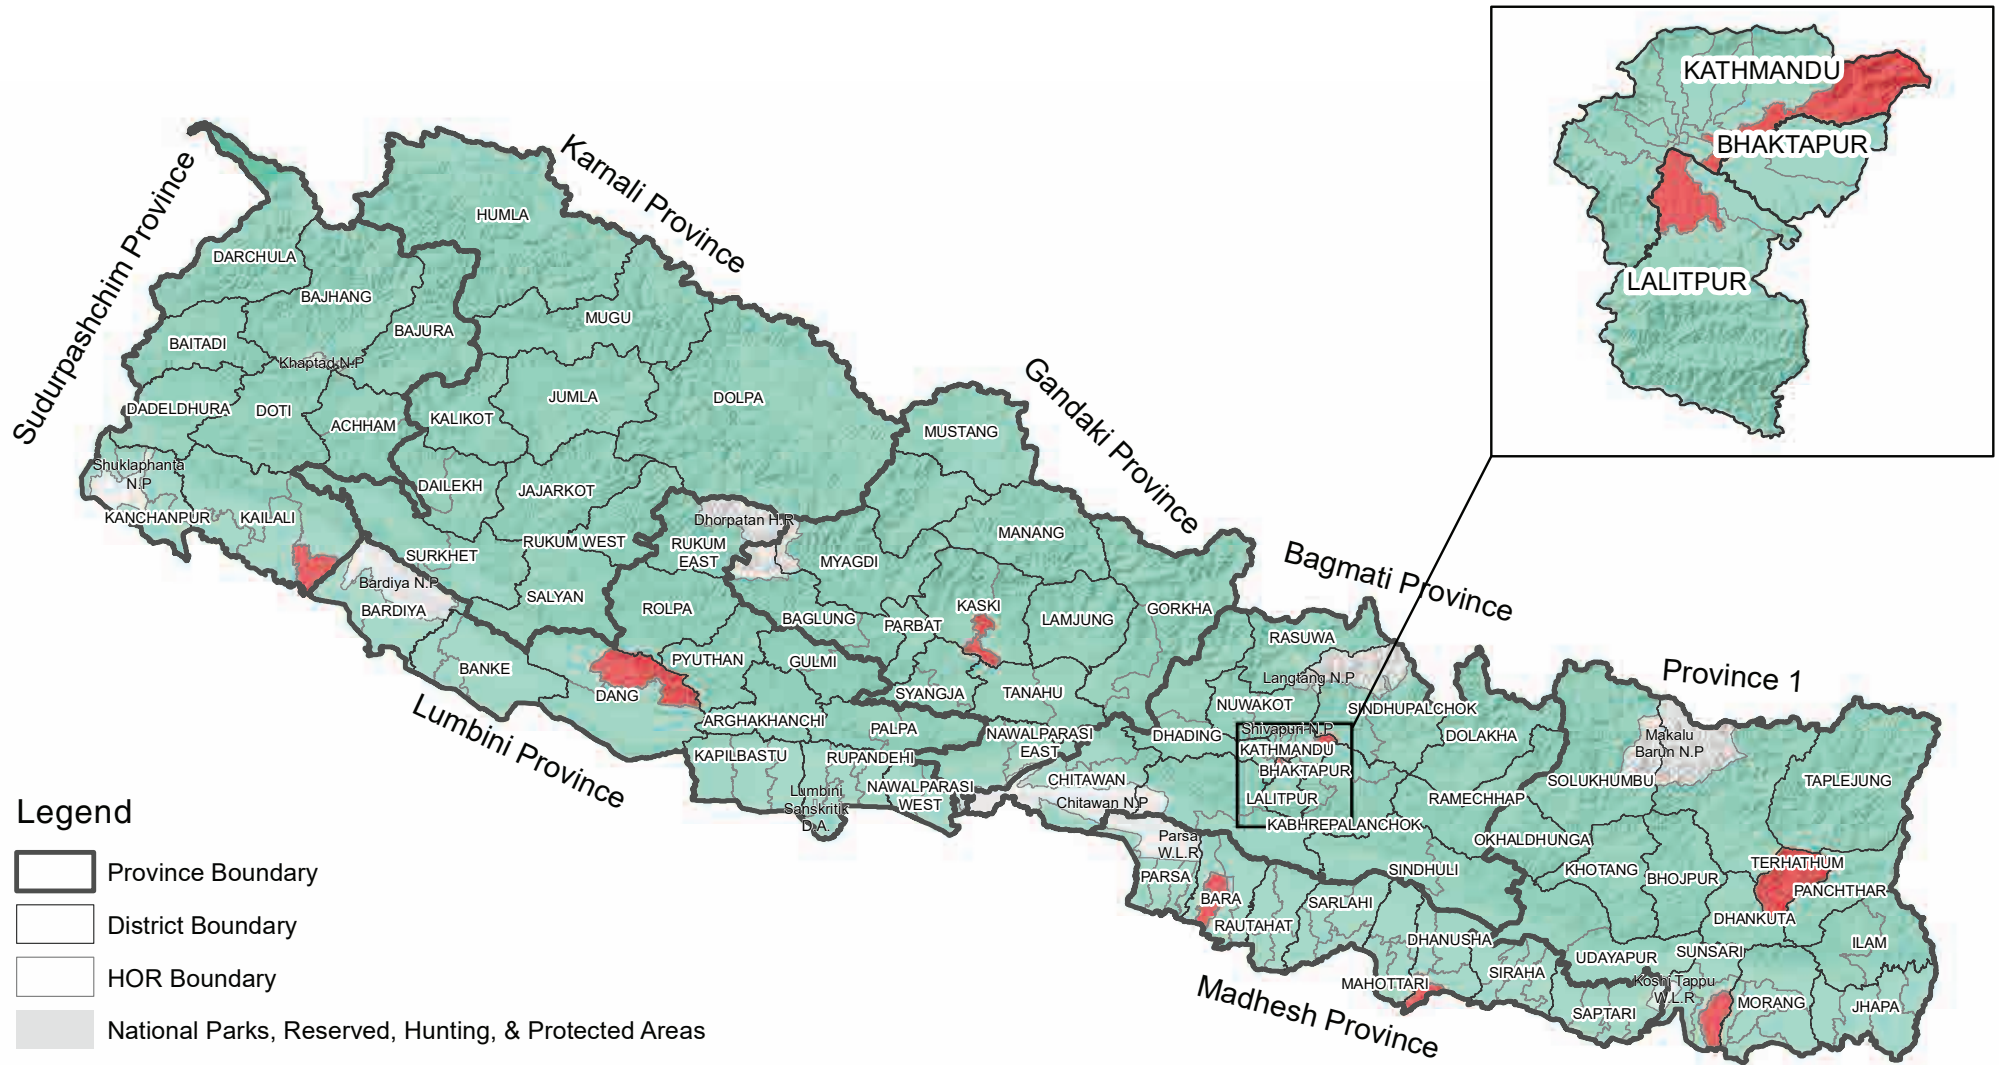 KATHMANDU
BHAKTAPUR
LALITPUR
Sudurpashchim Province
Karnali Province
Gandaki Province
Bagmati Province
Province 1
Lumbini Province
Madhesh Province
HUMLA
DARCHULA
BAJHANG
MUGU
BAJURA
BAITADI
Khaptad N.P
JUMLA
DOLPA
DADELDHURA
DOTI
ACHHAM
KALIKOT
MUSTANG
Shuklaphanta
N.P
DAILEKH
JAJARKOT
KANCHANPUR
KAILALI
Dhorpatan H.R
MANANG
RUKUM WEST
RUKUM
EAST
SURKHET
MYAGDI
Bardiya N.P
BARDIYA
SALYAN
ROLPA
BAGLUNG
PARBAT
KASKI
LAMJUNG
GORKHA
RASUWA
BANKE
DANG
PYUTHAN
GULMI
SYANGJA
TANAHU
Langtang N.P
NUWAKOT
SINDHUPALCHOK
ARGHAKHANCHI
PALPA
NAWALPARASI
EAST
DHADING
Shivapuri N.P
KATHMANDU
BHAKTAPUR
LALITPUR
DOLAKHA
Makalu
Barun N.P
KAPILBASTU
RUPANDEHI
NAWALPARASI
WEST
Lumbini
Sanskritik
D.A.
CHITAWAN
Chitawan N.P
KABHREPALANCHOK
RAMECHHAP
SOLUKHUMBU
TAPLEJUNG
Parsa
W.L.R
OKHALDHUNGA
PARSA
BARA
RAUTAHAT
SARLAHI
SINDHULI
KHOTANG
BHOJPUR
TERHATHUM
PANCHTHAR
DHANKUTA
DHANUSHA
MAHOTTARI
SIRAHA
UDAYAPUR
SUNSARI
ILAM
Koshi Tappu
W.L.R
SAPTARI
MORANG
JHAPA
Legend
Province Boundary
District Boundary
HOR Boundary
National Parks, Reserved, Hunting, & Protected Areas